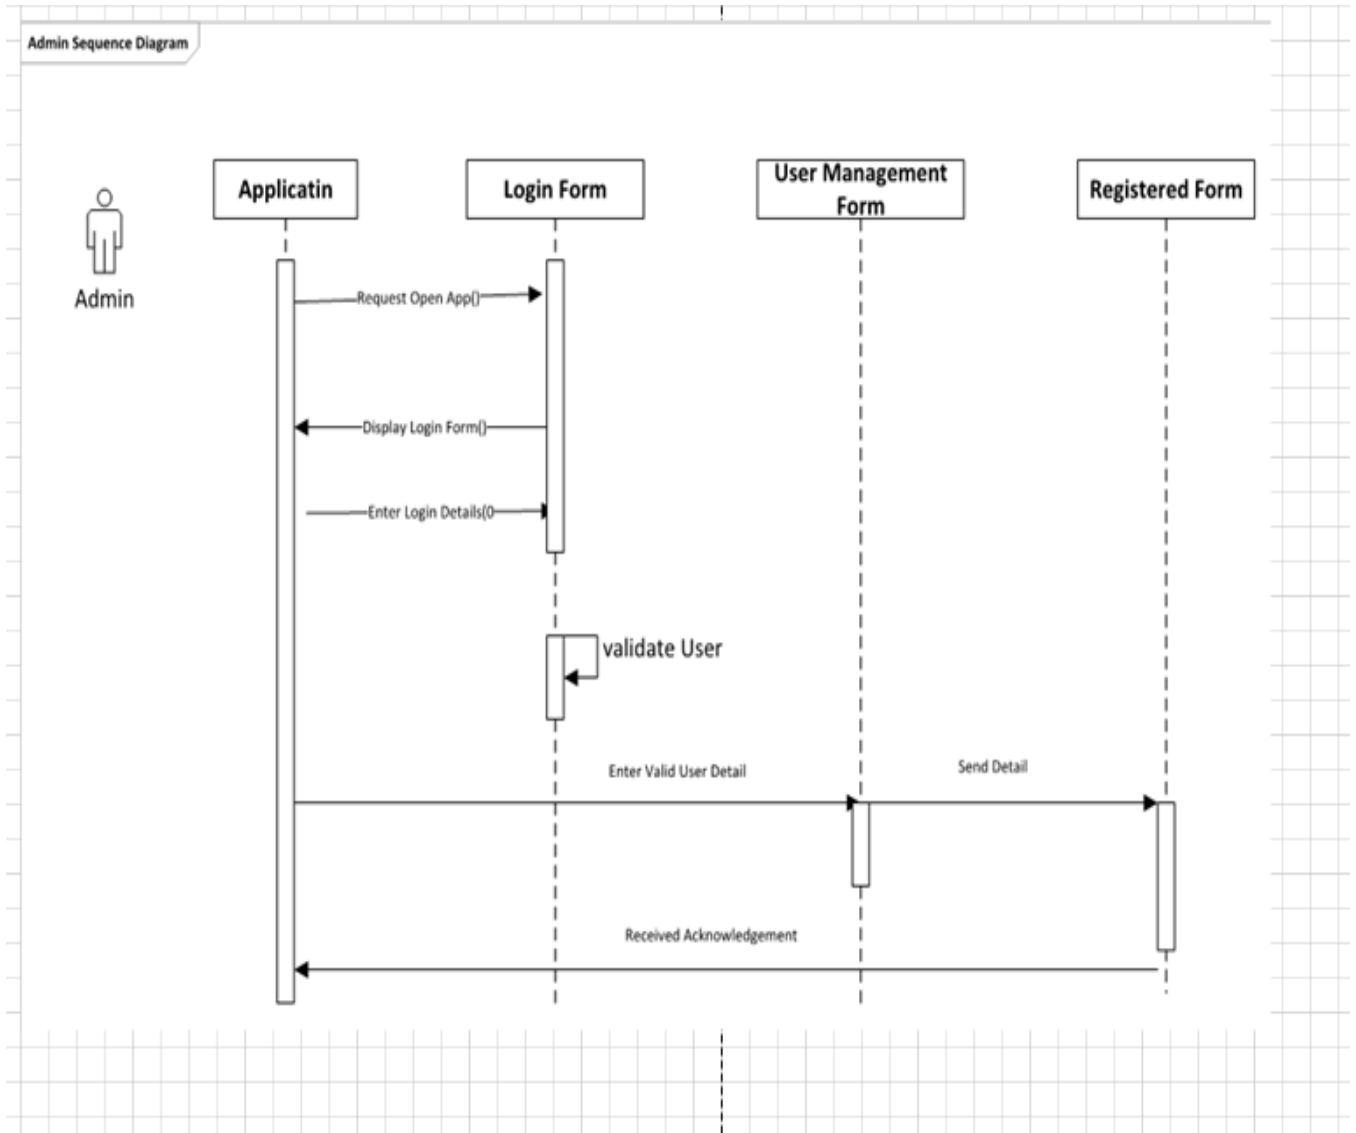 Admin Sequence Diagram
Applicatin
Login Form
User Management
Form
Registered Form
Admin
Request Open App()
Display Login Form()
Enter Login Details(0
validate User
Enter Valid User Detail
Send Detail
Received Acknowledgement